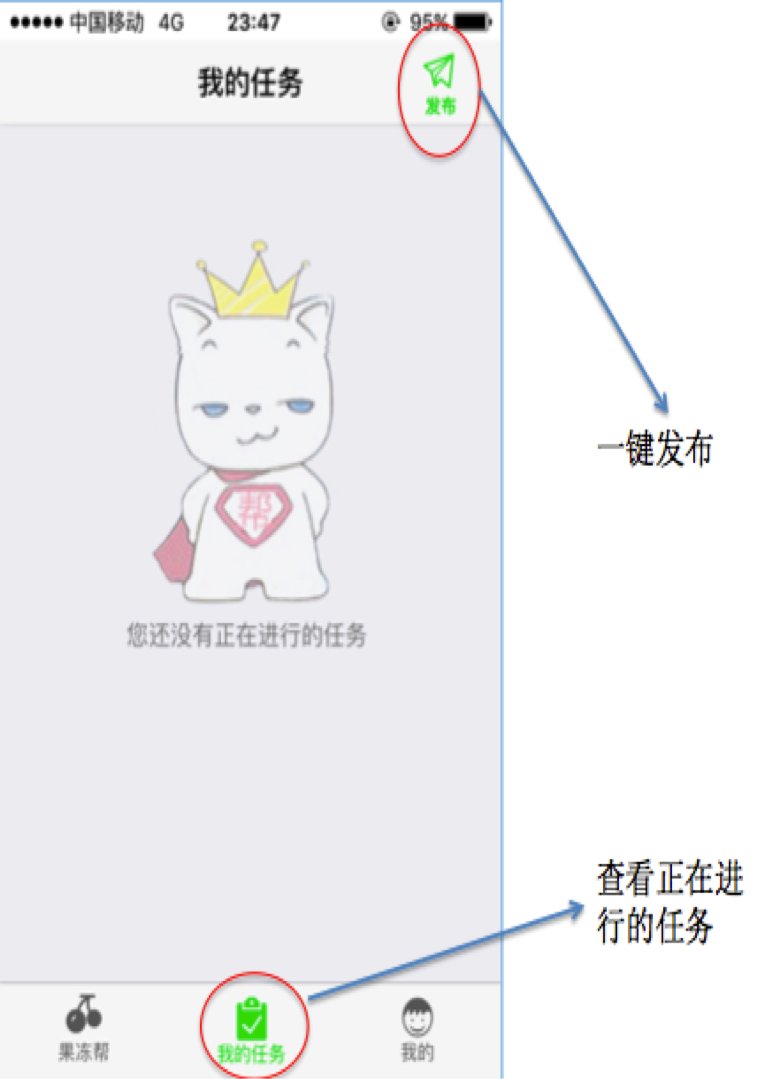 中国移动 4G 23:47 95%
我的任务
发布
一键发布
帮
您还没有正在进行的任务
查看正在进
行的任务
果冻帮 我的任务 我的